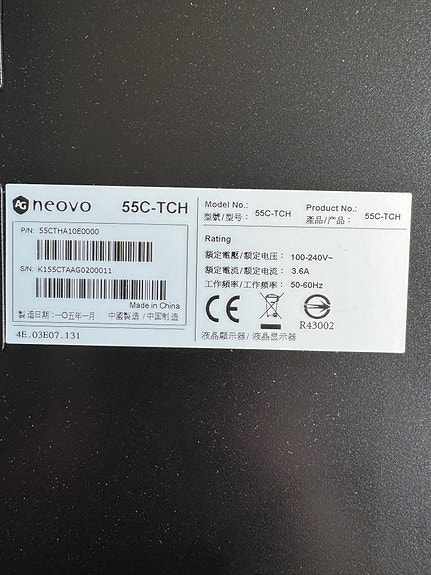 AG neovo 55C-TCH
P/N: 55CTHA10E0000
S/N: K155CTAAG0200011
Made in China
製造日期:一〇五年一月 中國製造 / 中国制造
4E.03E07.131
Model No.:
型號/型号: 55C-TCH
Product No.:
產品/产品: 55C-TCH
Rating
額定電壓/额定电压: 100-240V~
額定電流/额定电流: 3.6A
工作頻率/工作频率: 50-60Hz
CE
R43002
液晶顯示器 / 液晶显示器